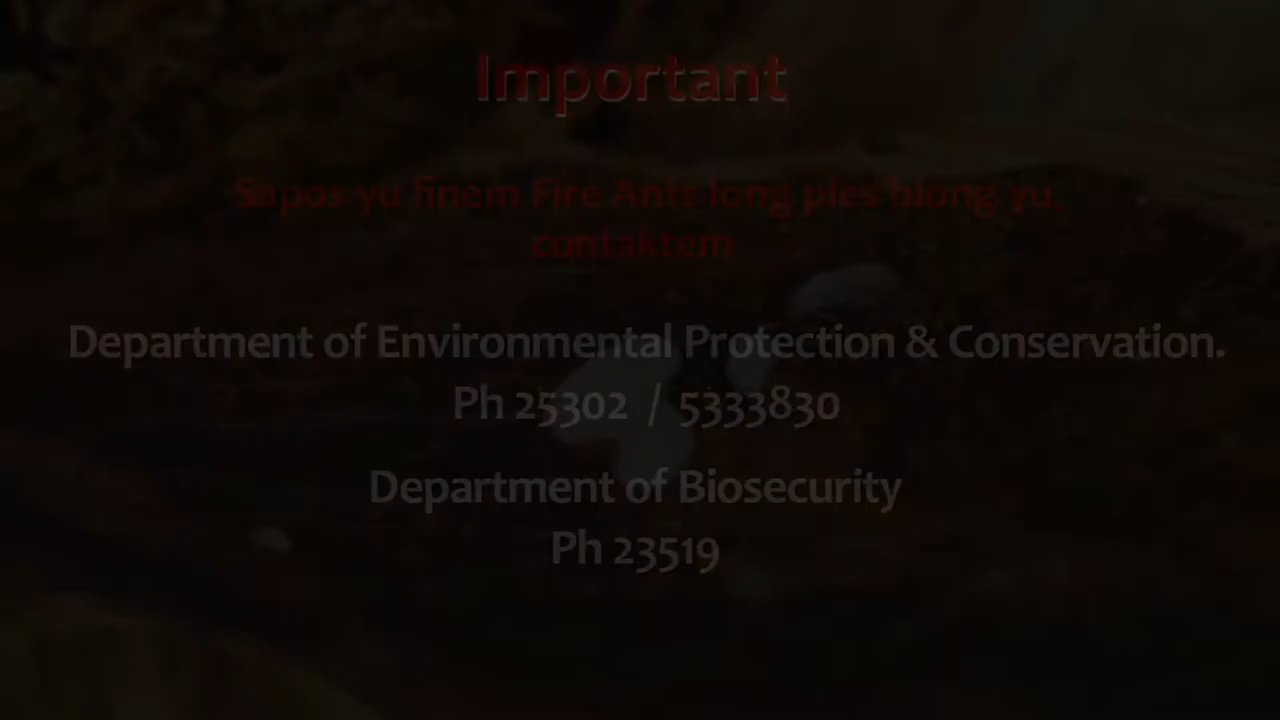 Important
Sapos yu finem Fire Ants long ples blong yu,
contaktem
Department of Environmental Protection & Conservation.
Ph 25302 / 5333830
Department of Biosecurity
Ph 23519